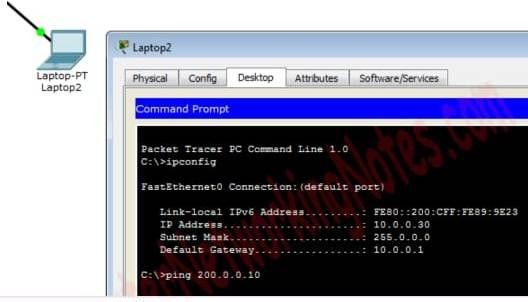 Laptop-PT
Laptop2
Laptop2
Physical Config Desktop Attributes Software/Services
Command Prompt
Packet Tracer PC Command Line 1.0
C:\>ipconfig
FastEthernet0 Connection:(default port)
Link-local IPv6 Address.........: FE80::200:CFF:FE89:9E23
IP Address......................: 10.0.0.30
Subnet Mask.....................: 255.0.0.0
Default Gateway.................: 10.0.0.1
C:\>ping 200.0.0.10